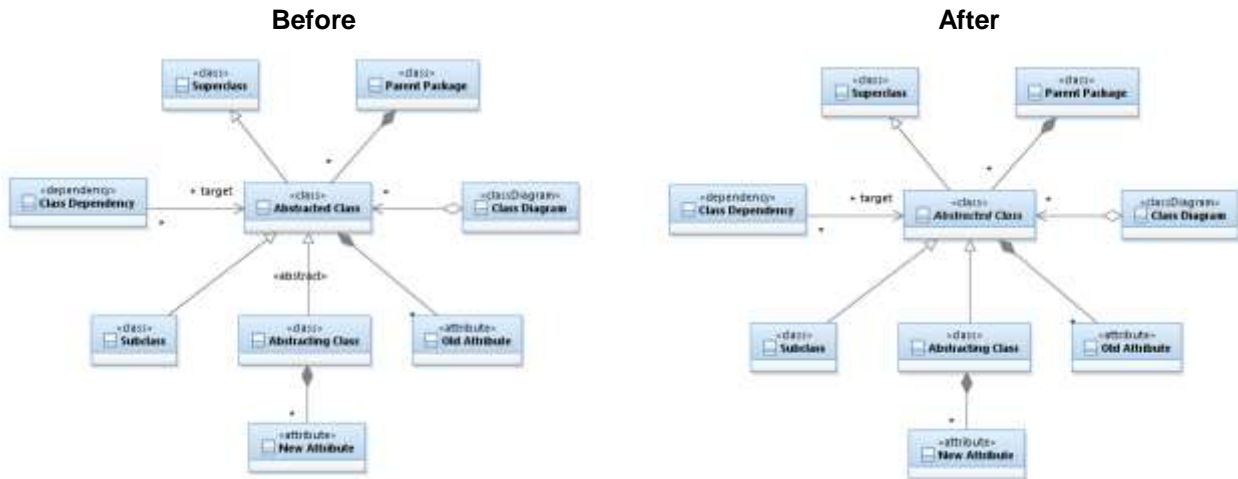 Before
«class»
Superclass
«class»
Parent Package
*
«dependency»
Class Dependency
*
+ target
«class»
Abstracted Class
*
«classDiagram»
Class Diagram
«abstract»
«class»
Subclass
«class»
Abstracting Class
*
«attribute»
Old Attribute
*
«attribute»
New Attribute
After
«class»
Superclass
«class»
Parent Package
*
«dependency»
Class Dependency
*
+ target
«class»
Abstracted Class
*
«classDiagram»
Class Diagram
«class»
Subclass
«class»
Abstracting Class
*
«attribute»
Old Attribute
*
«attribute»
New Attribute